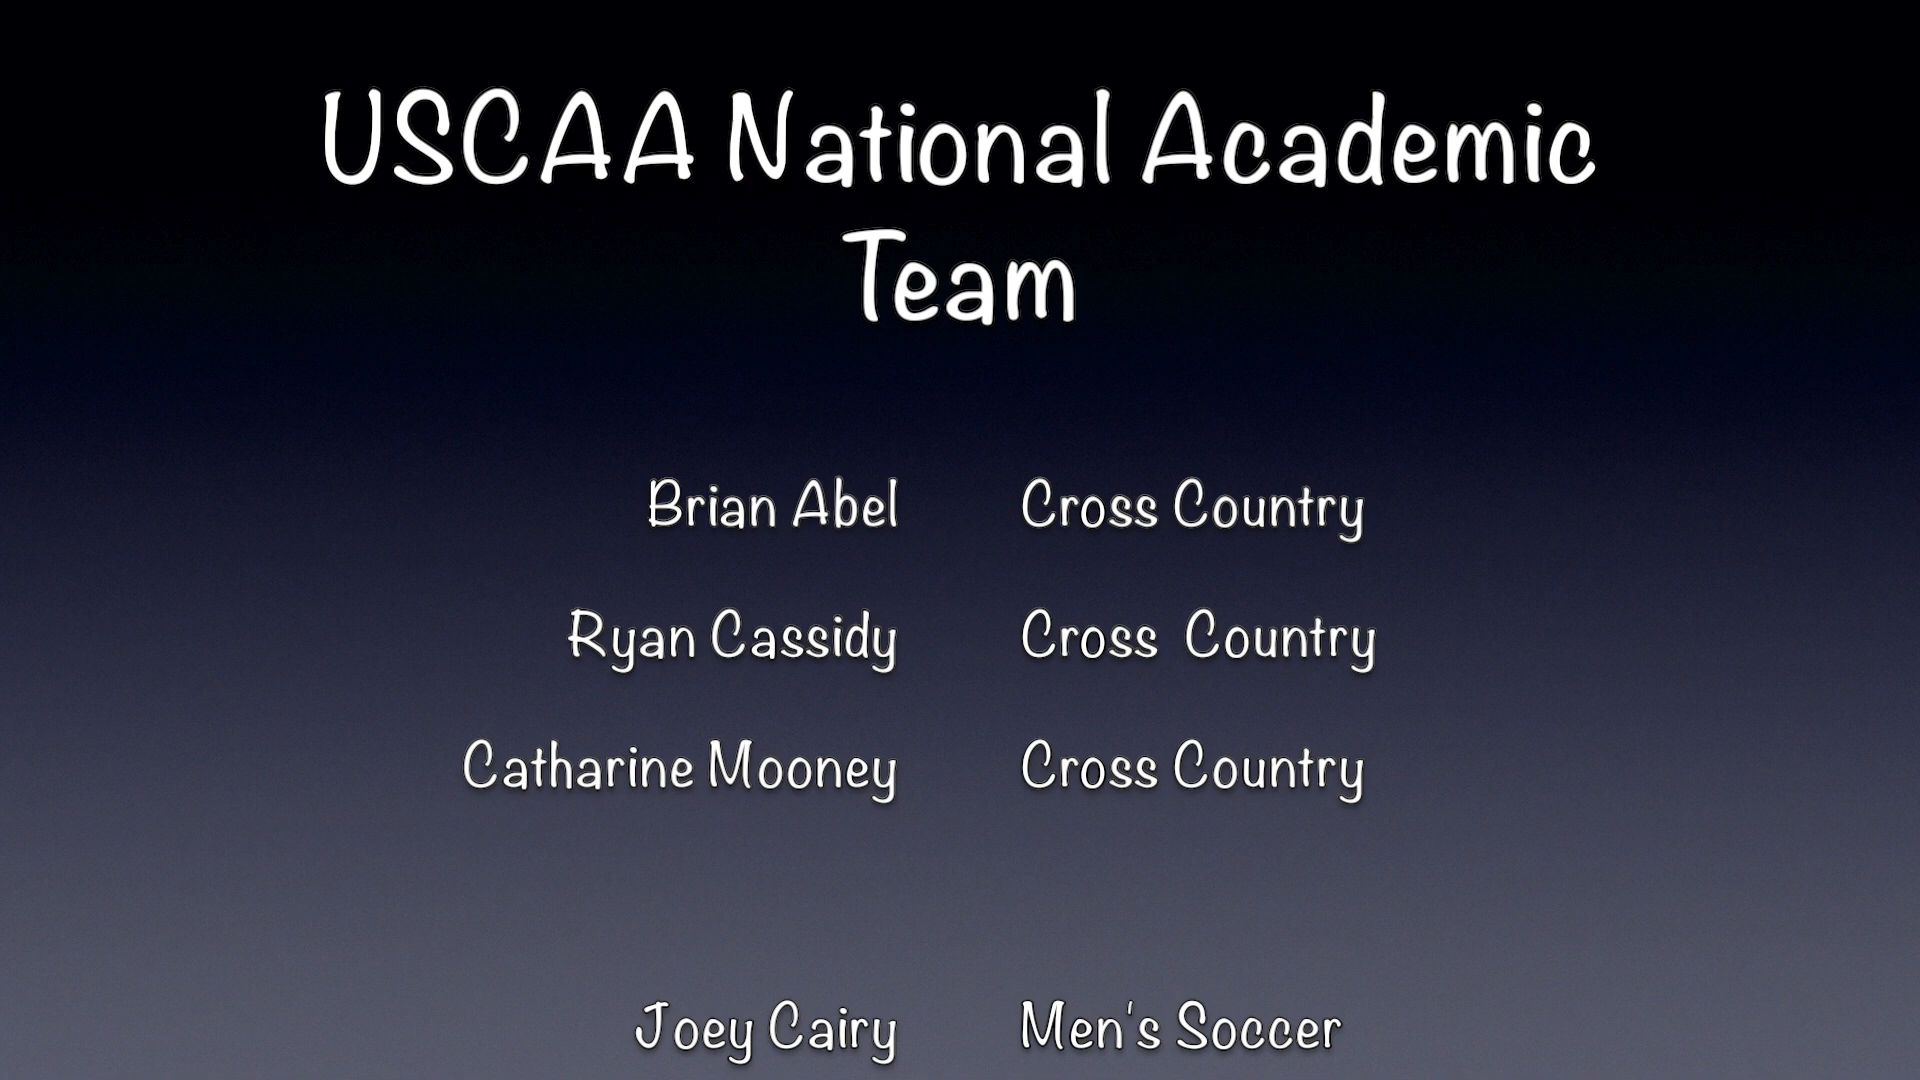 USCAA National Academic
Team
Brian Abel Cross Country
Ryan Cassidy Cross  Country
Catharine Mooney Cross Country
Joey Cairy Men's Soccer